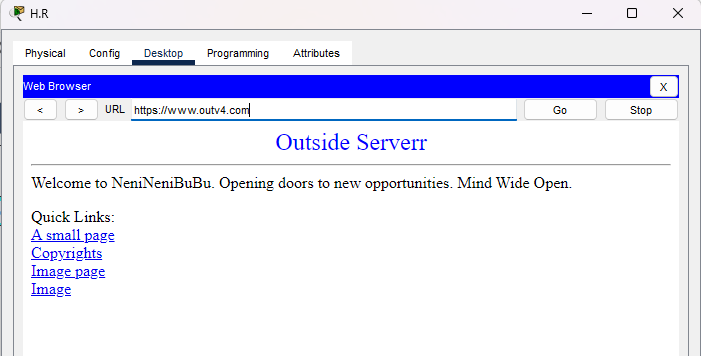 H.R
Physical Config Desktop Programming Attributes
Web Browser X
< > URL https://www.outv4.com Go Stop
Outside Serverr
Welcome to NeniNeniBuBu. Opening doors to new opportunities. Mind Wide Open.
Quick Links:
A small page
Copyrights
Image page
Image